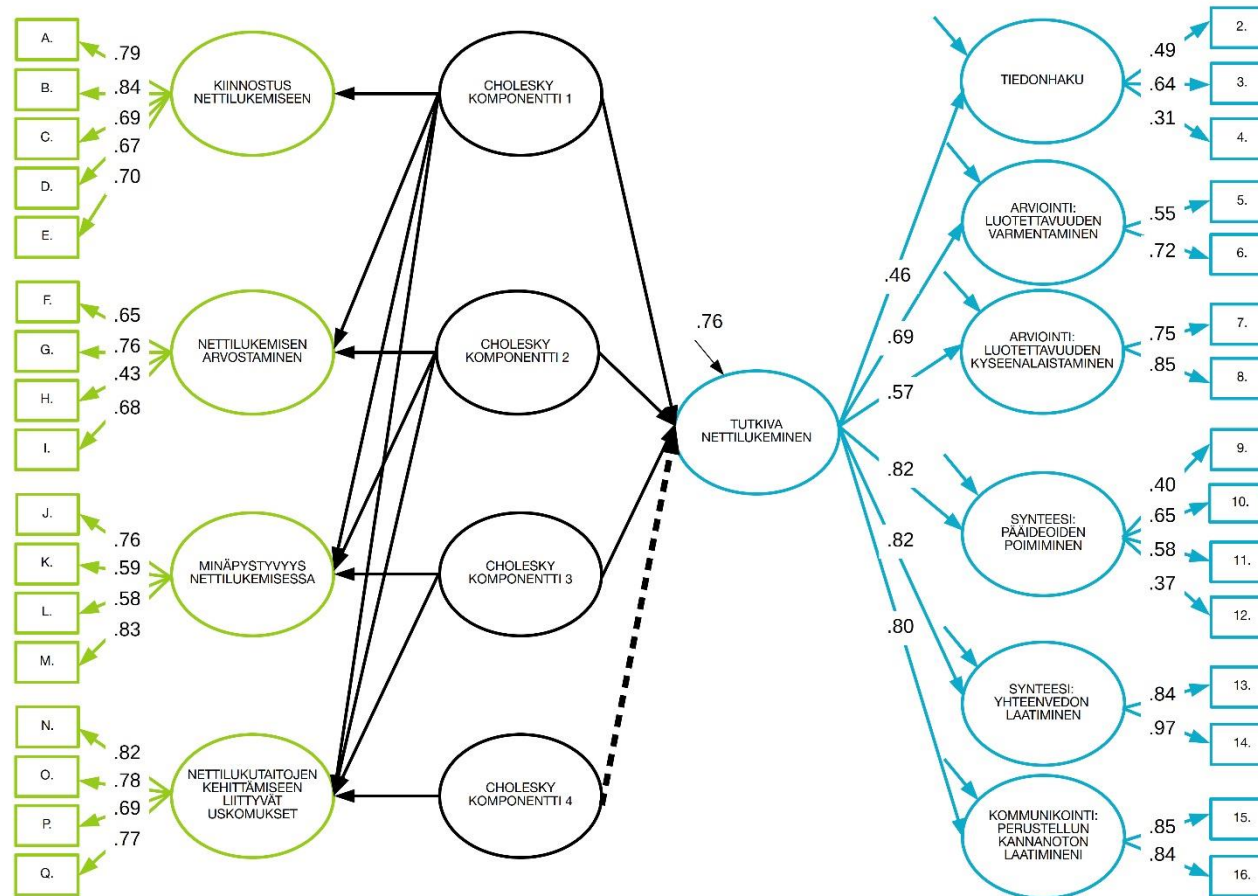 A.
B.
C.
D.
E.
.79
.84
.69
.67
.70
KIINNOSTUS
NETTILUKEMISEEN
F.
G.
H.
I.
.65
.76
.43
.68
NETTILUKEMISEN
ARVOSTAMINEN
J.
K.
L.
M.
.76
.59
.58
.83
MINÄPYSTYVYYS
NETTILUKEMISESSA
N.
O.
P.
Q.
.82
.78
.69
.77
NETTILUKUTAITOJEN
KEHITTÄMISEEN
LIITTYVÄT
USKOMUKSET
CHOLESKY
KOMPONENTTI 1
CHOLESKY
KOMPONENTTI 2
CHOLESKY
KOMPONENTTI 3
CHOLESKY
KOMPONENTTI 4
.76
TUTKIVA
NETTILUKEMINEN
.46
.69
.57
.82
.82
.80
TIEDONHAKU
.49
.64
.31
2.
3.
4.
ARVIOINTI:
LUOTETTAVUUDEN
VARMENTAMINEN
.55
.72
5.
6.
ARVIOINTI:
LUOTETTAVUUDEN
KYSEENALAISTAMINEN
.75
.85
7.
8.
SYNTEESI:
PÄÄIDEOIDEN
POIMIMINEN
.40
.65
.58
.37
9.
10.
11.
12.
SYNTEESI:
YHTEENVEDON
LAATIMINEN
.84
.97
13.
14.
KOMMUNIKOINTI:
PERUSTELLUN
KANNANOTON
LAATIMINENI
.85
.84
15.
16.